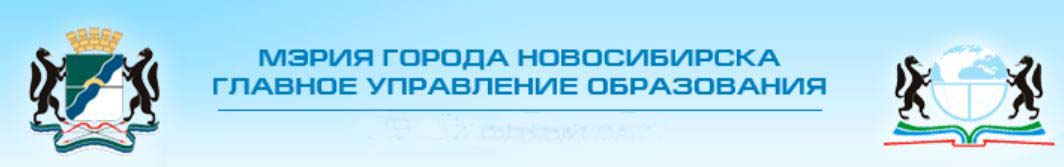 МЭРИЯ ГОРОДА НОВОСИБИРСКА
ГЛАВНОЕ УПРАВЛЕНИЕ ОБРАЗОВАНИЯ